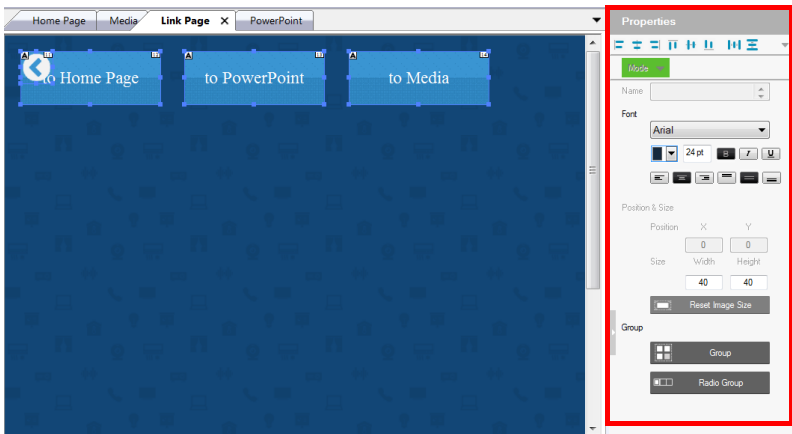 Home Page Media Link Page X PowerPoint
Properties
Mode
Name
Font
Arial
24 pt B I U
to Home Page to PowerPoint to Media
A A A
Position & Size
Position X Y
0 0
Size Width Height
40 40
Reset Image Size
Group
Group
Radio Group